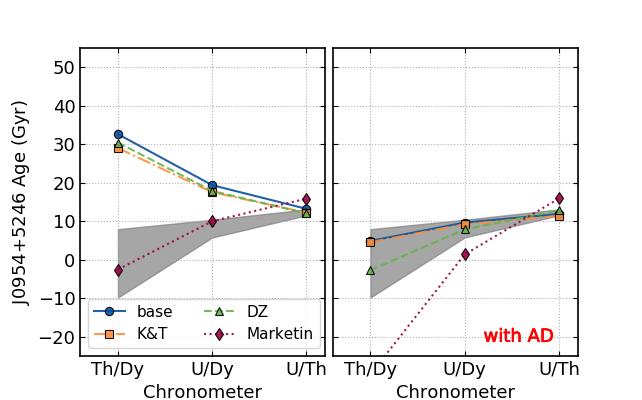 J0954+5246 Age (Gyr)
50
40
30
20
10
0
−10
−20
base
K&T
DZ
Marketin
with AD
Th/Dy U/Dy U/Th
Th/Dy U/Dy U/Th
Chronometer
Chronometer